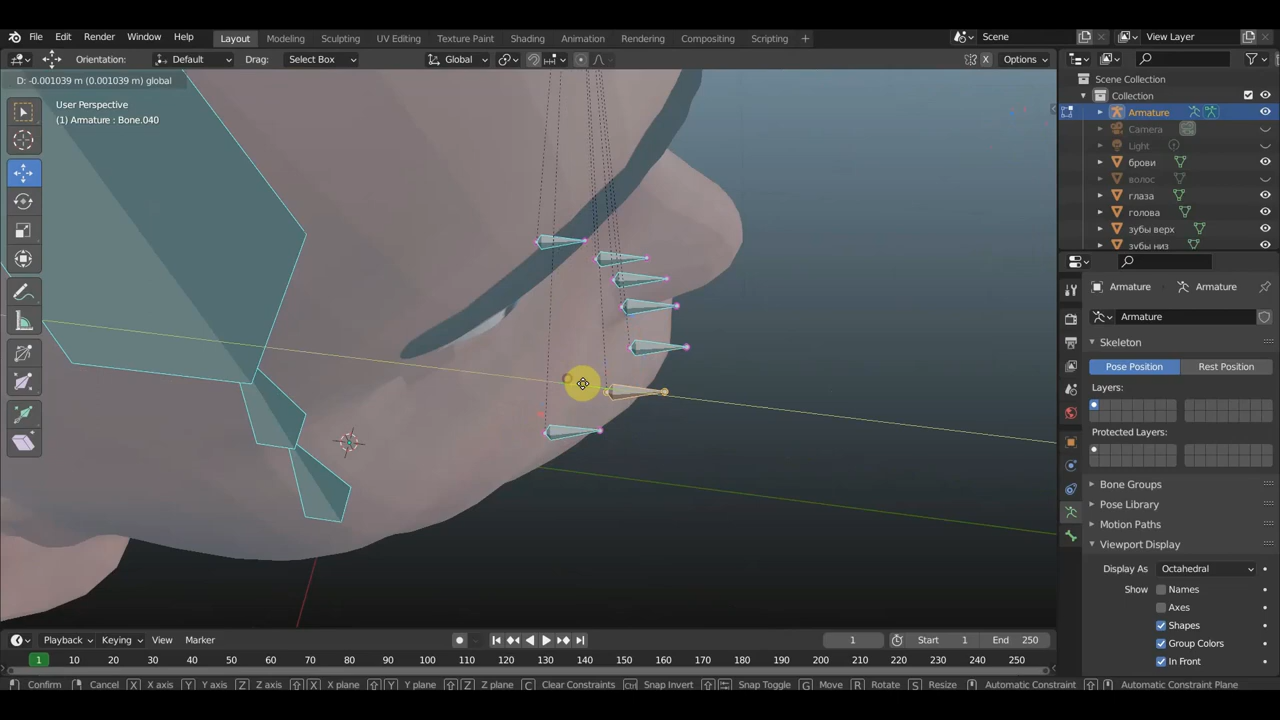 File Edit Render Window Help
Layout Modeling Sculpting UV Editing Texture Paint Shading Animation Rendering Compositing Scripting +
Scene
View Layer
Orientation: Default Drag: Select Box Global X Options
D: -0.001039 m (0.001039 m) global
User Perspective
(1) Armature : Bone.040
Scene Collection
Collection
Armature
Camera
Light
брови
волос
глаза
голова
зубы верх
зубы низ
Armature Armature
Armature
Skeleton
Pose Position Rest Position
Layers:
Protected Layers:
Bone Groups
Pose Library
Motion Paths
Viewport Display
Display As Octahedral
Show Names
Axes
Shapes
Group Colors
In Front
Playback Keying View Marker 1 Start 1 End 250
1 10 20 30 40 50 60 70 80 90 100 110 120 130 140 150 160 170 180 190 200 210 220 230 240 250
Confirm Cancel X X axis Y Y axis Z Z axis X X plane Y Y plane Z Z plane C Clear Constraints Ctrl Snap Invert Snap Toggle G Move R Rotate S Resize Automatic Constraint Automatic Constraint Plane